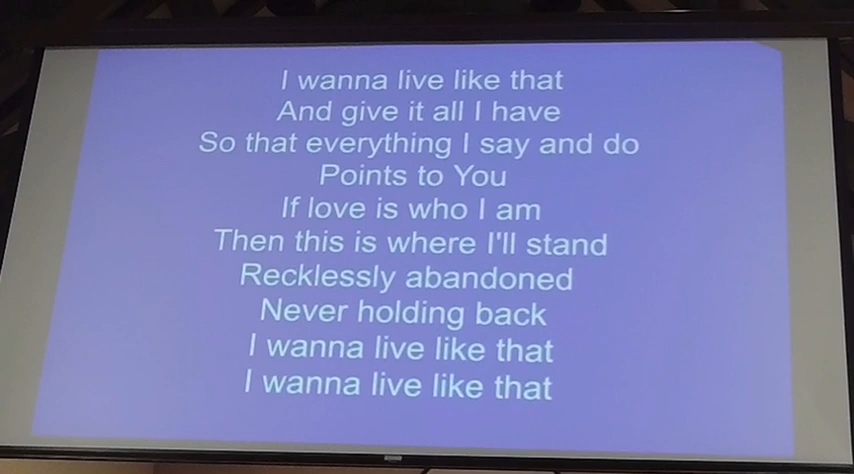 I wanna live like that
And give it all I have
So that everything I say and do
Points to You
If love is who I am
Then this is where I'll stand
Recklessly abandoned
Never holding back
I wanna live like that
I wanna live like that